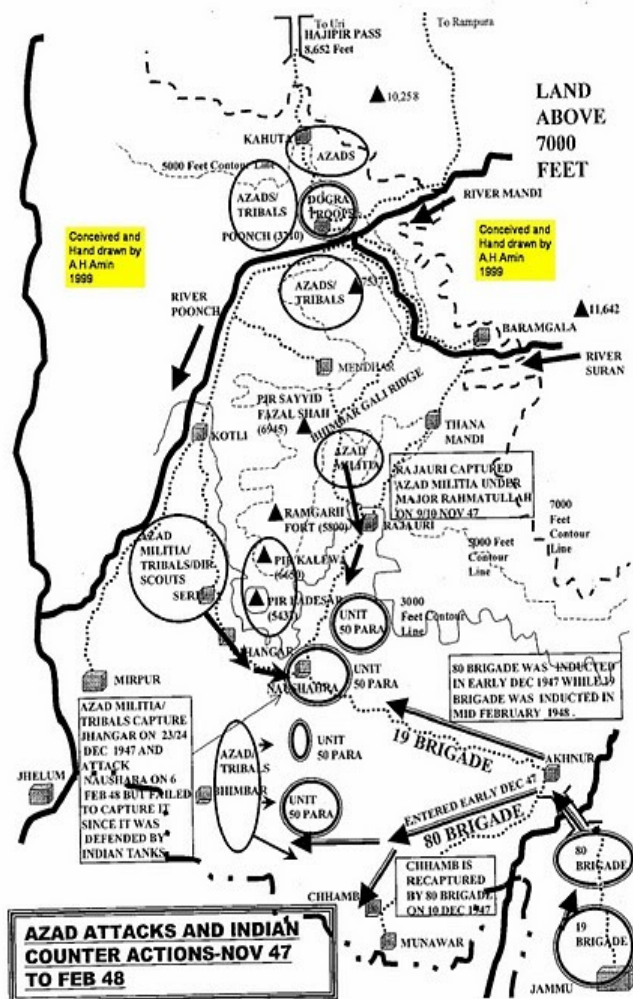 To Uri
HAJIPIR PASS
8,652 Feet
To Rampura
10,258
LAND
ABOVE
7000
FEET
KAHUTA
AZADS
5000 Feet Contour Line
AZADS/
TRIBALS
DOGRA
TROOPS
RIVER MANDI
POONCH (3710)
Conceived and
Hand drawn by
A.H Amin
1999
Conceived and
Hand drawn by
A.H Amin
1999
AZADS/
TRIBALS
RIVER
POONCH
11,642
BARAMGALA
RIVER
SURAN
MENDHAR
PIR SAYYID
FAZAL SHAH
(6945)
BHIMBAR GALI RIDGE
THANA
MANDI
KOTLI
AZAD
MILITIA
RAJAURI CAPTURED
AZAD MILITIA UNDER
MAJOR RAHMATULLAH
ON 9/10 NOV 47
RAMGARH
FORT (5800)
RAJAURI
7000
Feet
Contour
Line
5000 Feet
Contour
Line
AZAD
MILITIA/
TRIBALS/DIR
SCOUTS
PIR KALEWA
PIR BADESAR
(5437)
UNIT
50 PARA
3000
Feet Contour
Line
JHANGAR
NAUSHAHRA
UNIT
50 PARA
MIRPUR
80 BRIGADE WAS INDUCTED
IN EARLY DEC 1947 WHILE 19
BRIGADE WAS INDUCTED IN
MID FEBRUARY 1948 .
AZAD MILITIA/
TRIBALS CAPTURE
JHANGAR ON 23/24
DEC 1947 AND
ATTACK
NAUSHARA ON 6
FEB 48 BUT FAILED
TO CAPTURE IT
SINCE IT WAS
DEFENDED BY
INDIAN TANKS
JHELUM
AZAD/
TRIBALS
BHIMBAR
UNIT
50 PARA
UNIT
50 PARA
19 BRIGADE
AKHNUR
ENTERED EARLY DEC 47
80 BRIGADE
CHHAMB IS
RECAPTURED
BY 80 BRIGADE
ON 10 DEC 1947
80
BRIGADE
CHHAMB
MUNAWAR
19
BRIGADE
JAMMU
AZAD ATTACKS AND INDIAN
COUNTER ACTIONS-NOV 47
TO FEB 48